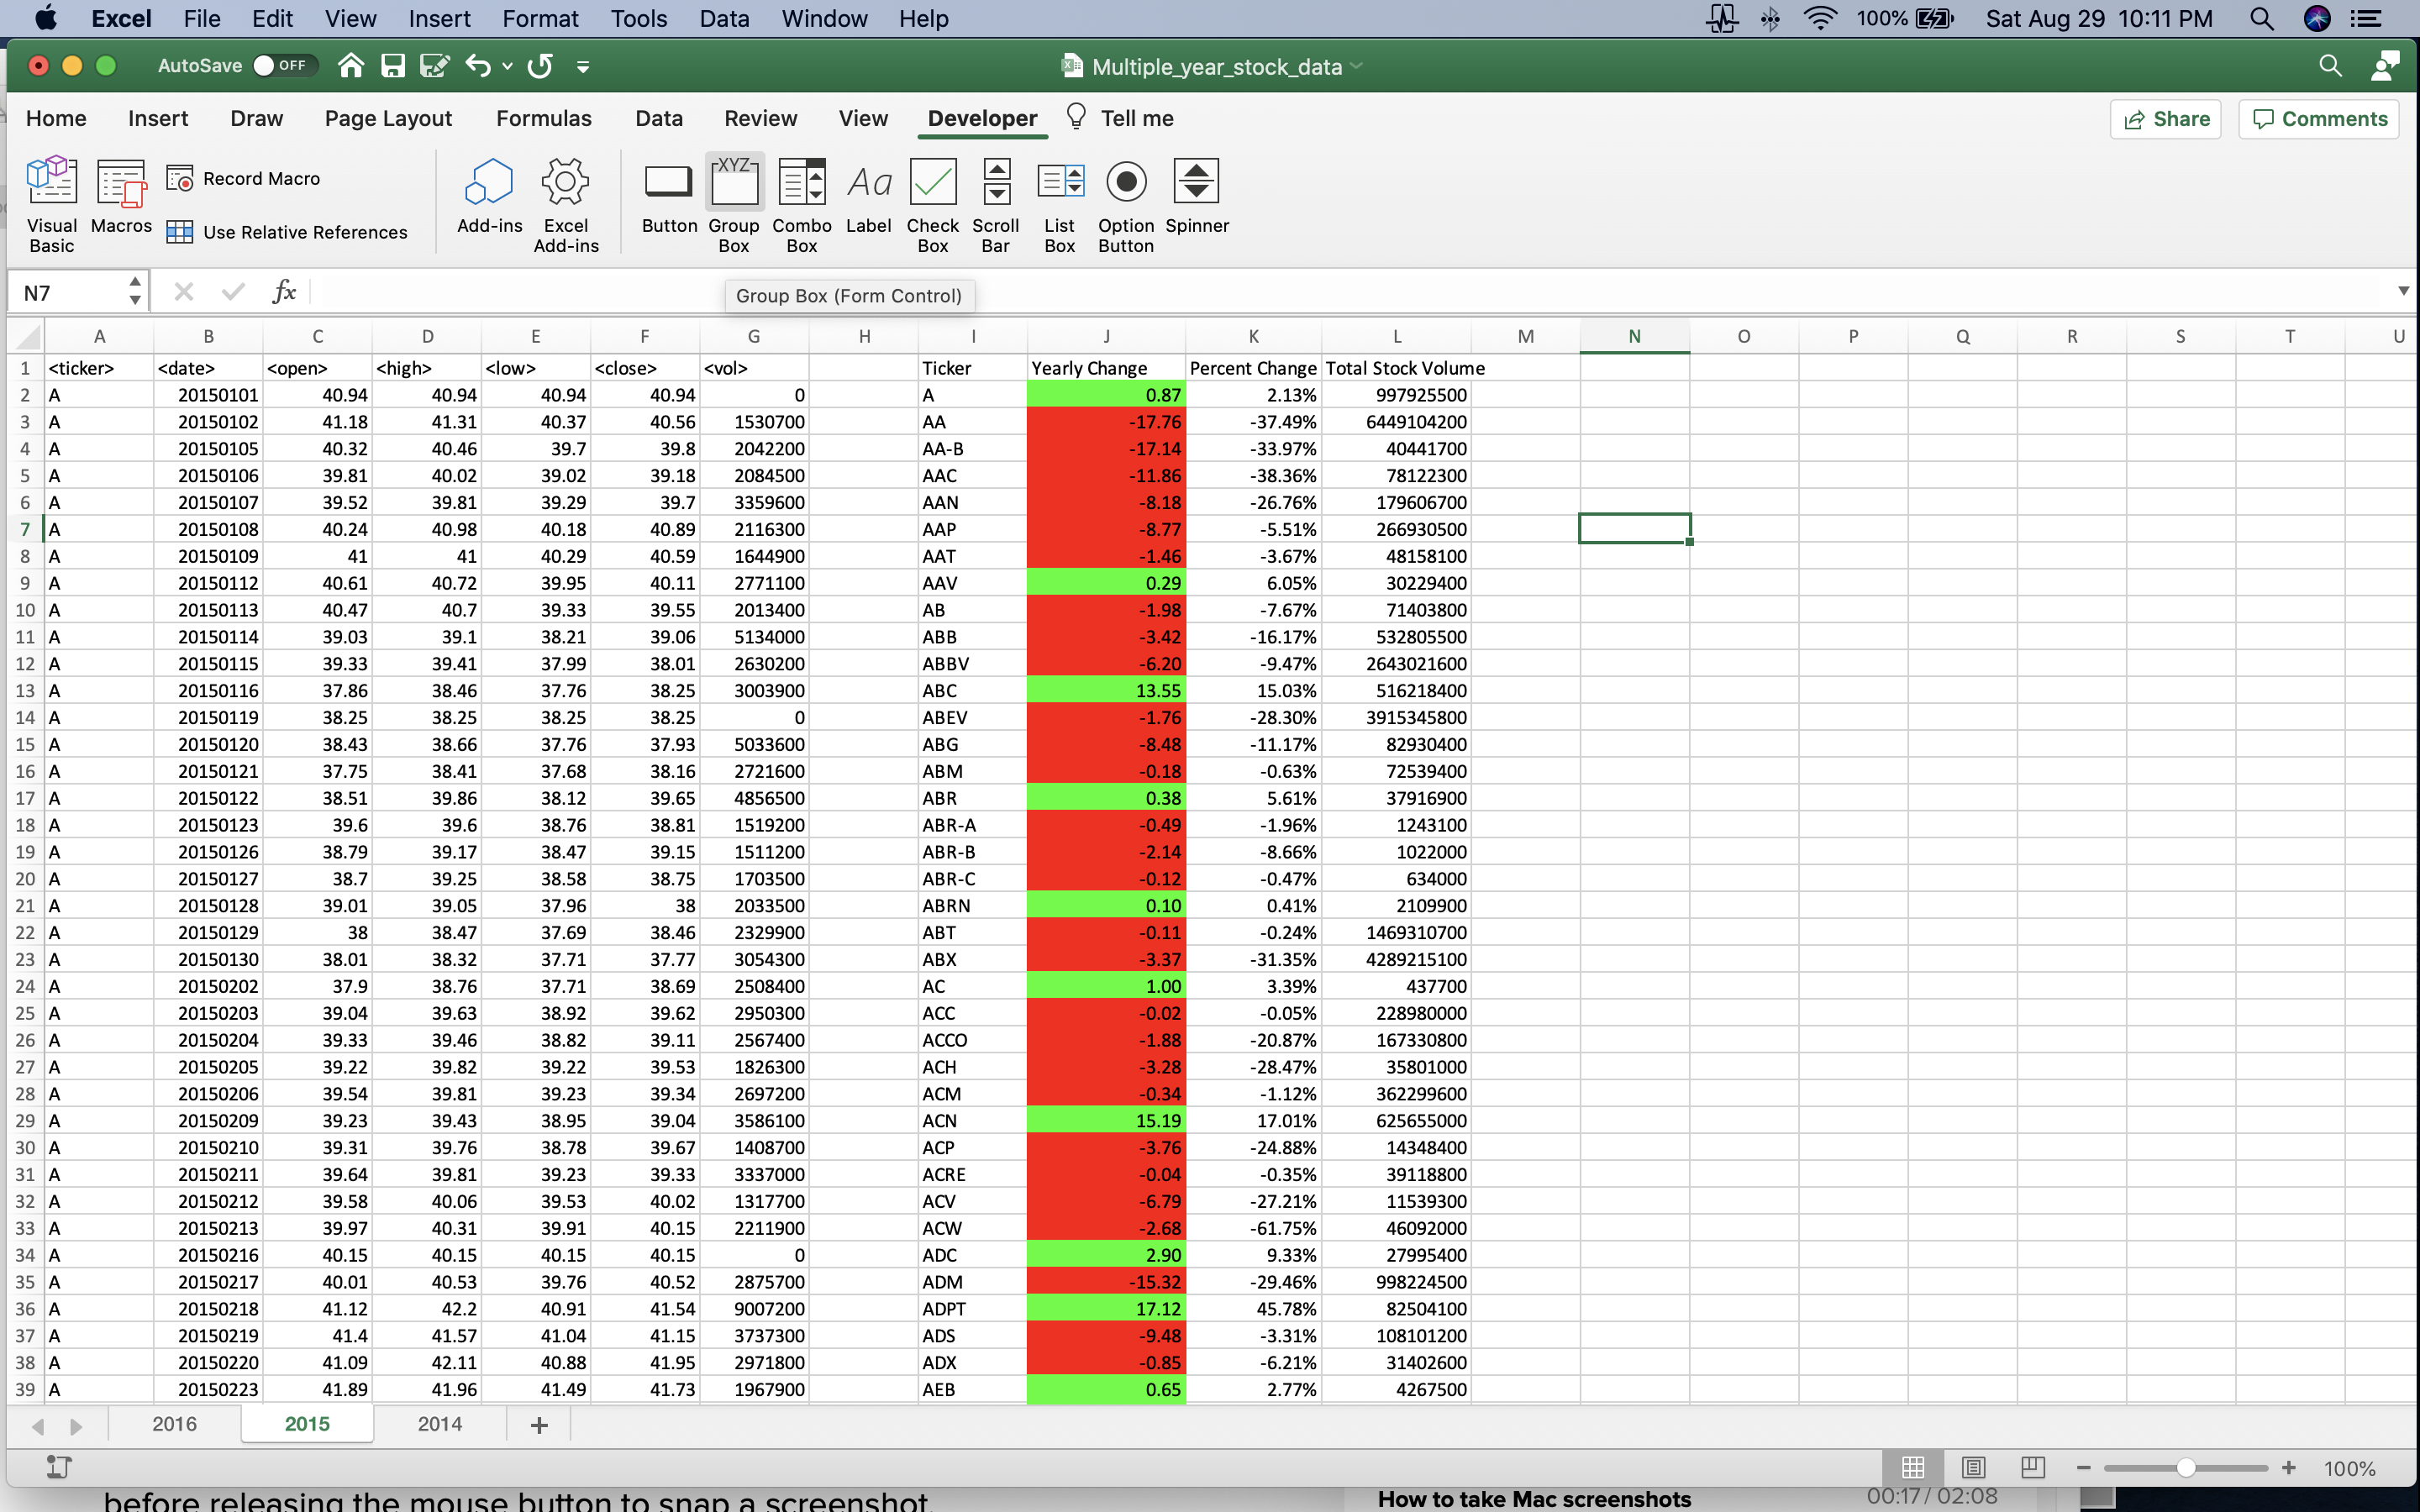 Excel File Edit View Insert Format Tools Data Window Help 100% Sat Aug 29 10:11 PM
AutoSave OFF Multiple_year_stock_data
Home Insert Draw Page Layout Formulas Data Review View Developer Tell me Share Comments
Visual Basic Macros Record Macro Use Relative References Add-ins Excel Add-ins Button Group Box Combo Box Label Check Box Scroll Bar List Box Option Button Spinner
XYZ Aa
N7 fx Group Box (Form Control)
A B C D E F G H I J K L M N O P Q R S T U
1 <ticker> <date> <open> <high> <low> <close> <vol> Ticker Yearly Change Percent Change Total Stock Volume
2 A 20150101 40.94 40.94 40.94 40.94 0 A 0.87 2.13% 997925500
3 A 20150102 41.18 41.31 40.37 40.56 1530700 AA -17.76 -37.49% 6449104200
4 A 20150105 40.32 40.46 39.7 39.8 2042200 AA-B -17.14 -33.97% 40441700
5 A 20150106 39.81 40.02 39.02 39.18 2084500 AAC -11.86 -38.36% 78122300
6 A 20150107 39.52 39.81 39.29 39.7 3359600 AAN -8.18 -26.76% 179606700
7 A 20150108 40.24 40.98 40.18 40.89 2116300 AAP -8.77 -5.51% 266930500
8 A 20150109 41 41 40.29 40.59 1644900 AAT -1.46 -3.67% 48158100
9 A 20150112 40.61 40.72 39.95 40.11 2771100 AAV 0.29 6.05% 30229400
10 A 20150113 40.47 40.7 39.33 39.55 2013400 AB -1.98 -7.67% 71403800
11 A 20150114 39.03 39.1 38.21 39.06 5134000 ABB -3.42 -16.17% 532805500
12 A 20150115 39.33 39.41 37.99 38.01 2630200 ABBV -6.20 -9.47% 2643021600
13 A 20150116 37.86 38.46 37.76 38.25 3003900 ABC 13.55 15.03% 516218400
14 A 20150119 38.25 38.25 38.25 38.25 0 ABEV -1.76 -28.30% 3915345800
15 A 20150120 38.43 38.66 37.76 37.93 5033600 ABG -8.48 -11.17% 82930400
16 A 20150121 37.75 38.41 37.68 38.16 2721600 ABM -0.18 -0.63% 72539400
17 A 20150122 38.51 39.86 38.12 39.65 4856500 ABR 0.38 5.61% 37916900
18 A 20150123 39.6 39.6 38.76 38.81 1519200 ABR-A -0.49 -1.96% 1243100
19 A 20150126 38.79 39.17 38.47 39.15 1511200 ABR-B -2.14 -8.66% 1022000
20 A 20150127 38.7 39.25 38.58 38.75 1703500 ABR-C -0.12 -0.47% 634000
21 A 20150128 39.01 39.05 37.96 38 2033500 ABRN 0.10 0.41% 2109900
22 A 20150129 38 38.47 37.69 38.46 2329900 ABT -0.11 -0.24% 1469310700
23 A 20150130 38.01 38.32 37.71 37.77 3054300 ABX -3.37 -31.35% 4289215100
24 A 20150202 37.9 38.76 37.71 38.69 2508400 AC 1.00 3.39% 437700
25 A 20150203 39.04 39.63 38.92 39.62 2950300 ACC -0.02 -0.05% 228980000
26 A 20150204 39.33 39.46 38.82 39.11 2567400 ACCO -1.88 -20.87% 167330800
27 A 20150205 39.22 39.82 39.22 39.53 1826300 ACH -3.28 -28.47% 35801000
28 A 20150206 39.54 39.81 39.23 39.34 2697200 ACM -0.34 -1.12% 362299600
29 A 20150209 39.23 39.43 38.95 39.04 3586100 ACN 15.19 17.01% 625655000
30 A 20150210 39.31 39.76 38.78 39.67 1408700 ACP -3.76 -24.88% 14348400
31 A 20150211 39.64 39.81 39.23 39.33 3337000 ACRE -0.04 -0.35% 39118800
32 A 20150212 39.58 40.06 39.53 40.02 1317700 ACV -6.79 -27.21% 11539300
33 A 20150213 39.97 40.31 39.91 40.15 2211900 ACW -2.68 -61.75% 46092000
34 A 20150216 40.15 40.15 40.15 40.15 0 ADC 2.90 9.33% 27995400
35 A 20150217 40.01 40.53 39.76 40.52 2875700 ADM -15.32 -29.46% 998224500
36 A 20150218 41.12 42.2 40.91 41.54 9007200 ADPT 17.12 45.78% 82504100
37 A 20150219 41.4 41.57 41.04 41.15 3737300 ADS -9.48 -3.31% 108101200
38 A 20150220 41.09 42.11 40.88 41.95 2971800 ADX -0.85 -6.21% 31402600
39 A 20150223 41.89 41.96 41.49 41.73 1967900 AEB 0.65 2.77% 4267500
2016 2015 2014 +
100%
before releasing the mouse button to snap a screenshot. How to take Mac screenshots 00:17 / 02:08